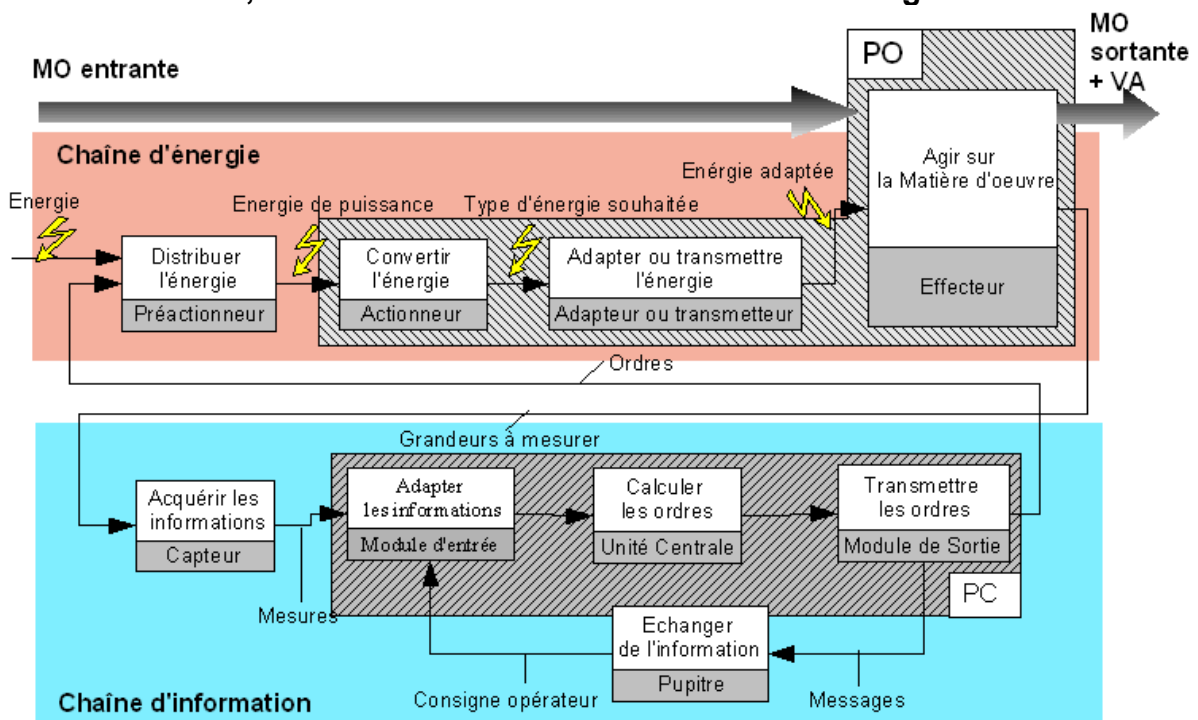 MO
sortante
+ VA
PO
MO entrante
Chaîne d'énergie
Agir sur
la Matière d'oeuvre
Effecteur
Enérgie adaptée
Energie
Energie de puissance
Type d'énergie souhaitée
Distribuer
l'énergie
Préactionneur
Convertir
l'énergie
Actionneur
Adapter ou transmettre
l'énergie
Adapteur ou transmetteur
Ordres
Grandeurs à mesurer
Acquérir les
informations
Capteur
Mesures
Adapter
les informations
Module d'entrée
Calculer
les ordres
Unité Centrale
Transmettre
les ordres
Module de Sortie
PC
Echanger
de l'information
Pupitre
Consigne opérateur
Messages
Chaîne d'information